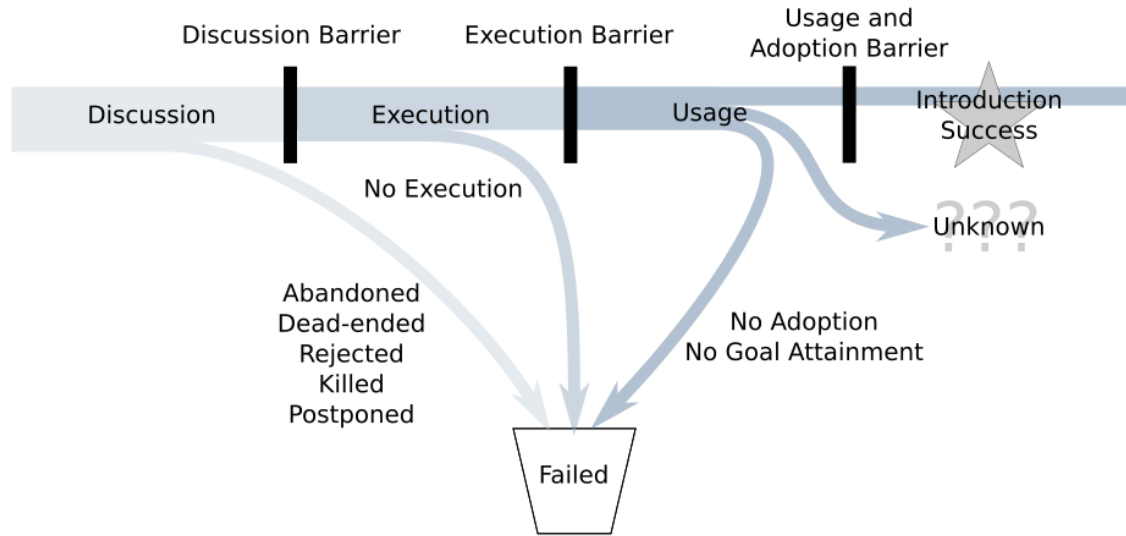 Discussion Barrier
Execution Barrier
Usage and
Adoption Barrier
Discussion
Execution
Usage
Introduction
Success
No Execution
???
Unknown
Abandoned
Dead-ended
Rejected
Killed
Postponed
No Adoption
No Goal Attainment
Failed